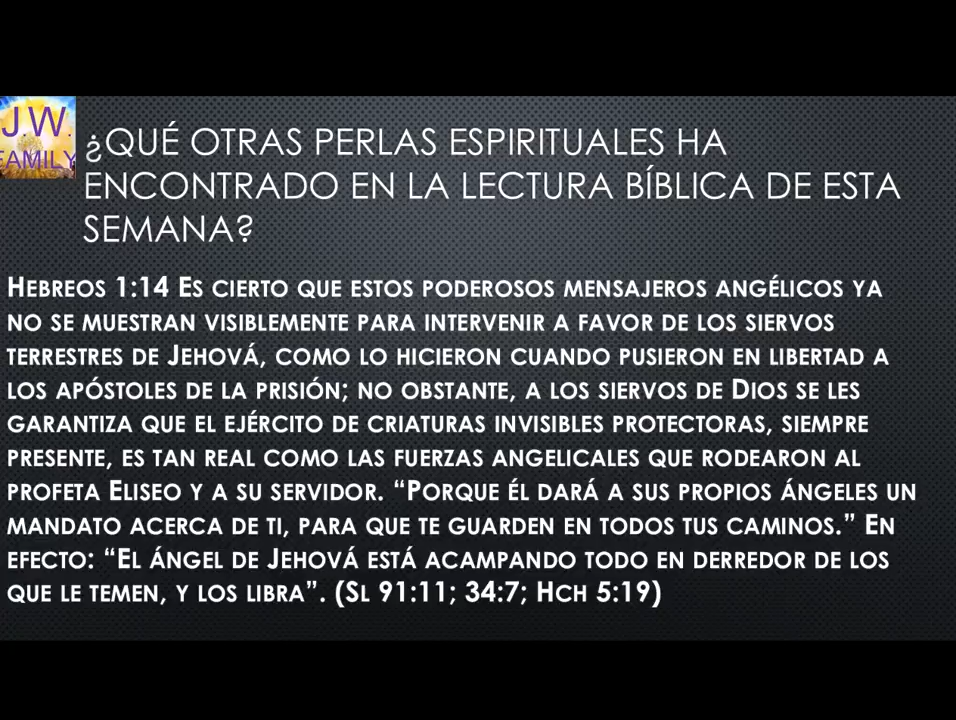 J.W.
FAMILY
¿QUÉ OTRAS PERLAS ESPIRITUALES HA
ENCONTRADO EN LA LECTURA BÍBLICA DE ESTA
SEMANA?
HEBREOS 1:14 ES CIERTO QUE ESTOS PODEROSOS MENSAJEROS ANGÉLICOS YA
NO SE MUESTRAN VISIBLEMENTE PARA INTERVENIR A FAVOR DE LOS SIERVOS
TERRESTRES DE JEHOVÁ, COMO LO HICIERON CUANDO PUSIERON EN LIBERTAD A
LOS APÓSTOLES DE LA PRISIÓN; NO OBSTANTE, A LOS SIERVOS DE DIOS SE LES
GARANTIZA QUE EL EJÉRCITO DE CRIATURAS INVISIBLES PROTECTORAS, SIEMPRE
PRESENTE, ES TAN REAL COMO LAS FUERZAS ANGELICALES QUE RODEARON AL
PROFETA ELISEO Y A SU SERVIDOR. “PORQUE ÉL DARÁ A SUS PROPIOS ÁNGELES UN
MANDATO ACERCA DE TI, PARA QUE TE GUARDEN EN TODOS TUS CAMINOS.” EN
EFECTO: “EL ÁNGEL DE JEHOVÁ ESTÁ ACAMPANDO TODO EN DERREDOR DE LOS
QUE LE TEMEN, Y LOS LIBRA”. (SL 91:11; 34:7; HCH 5:19)